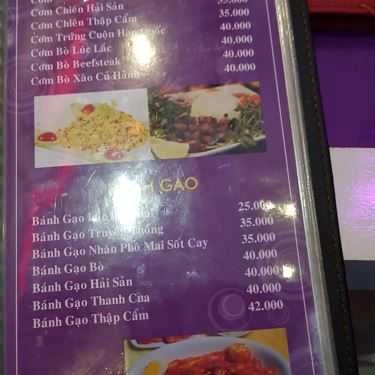 Cơm
Cơm Chiên Hải Sản 35.000
Cơm Chiên Thập Cẩm 35.000
Cơm Trứng Cuộn 40.000
Cơm Bò Lúc Lắc 40.000
Cơm Bò Beefsteak 40.000
Cơm Bò Xào Củ Hành 40.000
GẠO
Bánh Gạo 25.000
Bánh Gạo Truyền Thống 35.000
Bánh Gạo Nhân Phô Mai Sốt Cay 35.000
Bánh Gạo Bò 40.000
Bánh Gạo Hải Sản 40.000
Bánh Gạo Thanh Cua 40.000
Bánh Gạo Thập Cẩm 42.000